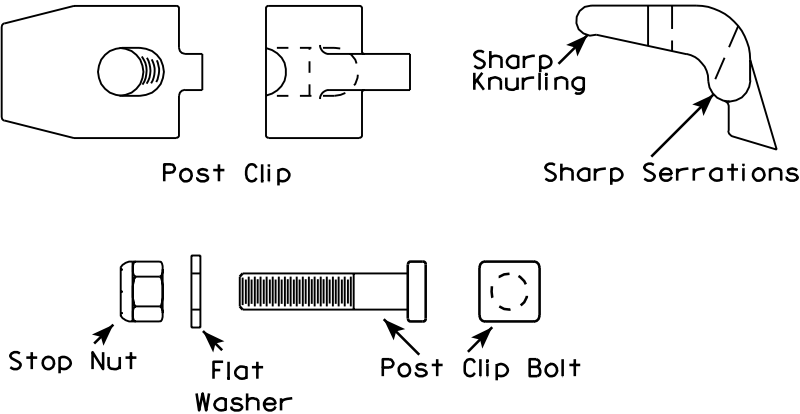 Sharp
Knurling
Post Clip
Sharp Serrations
Stop Nut
Flat
Washer
Post Clip Bolt